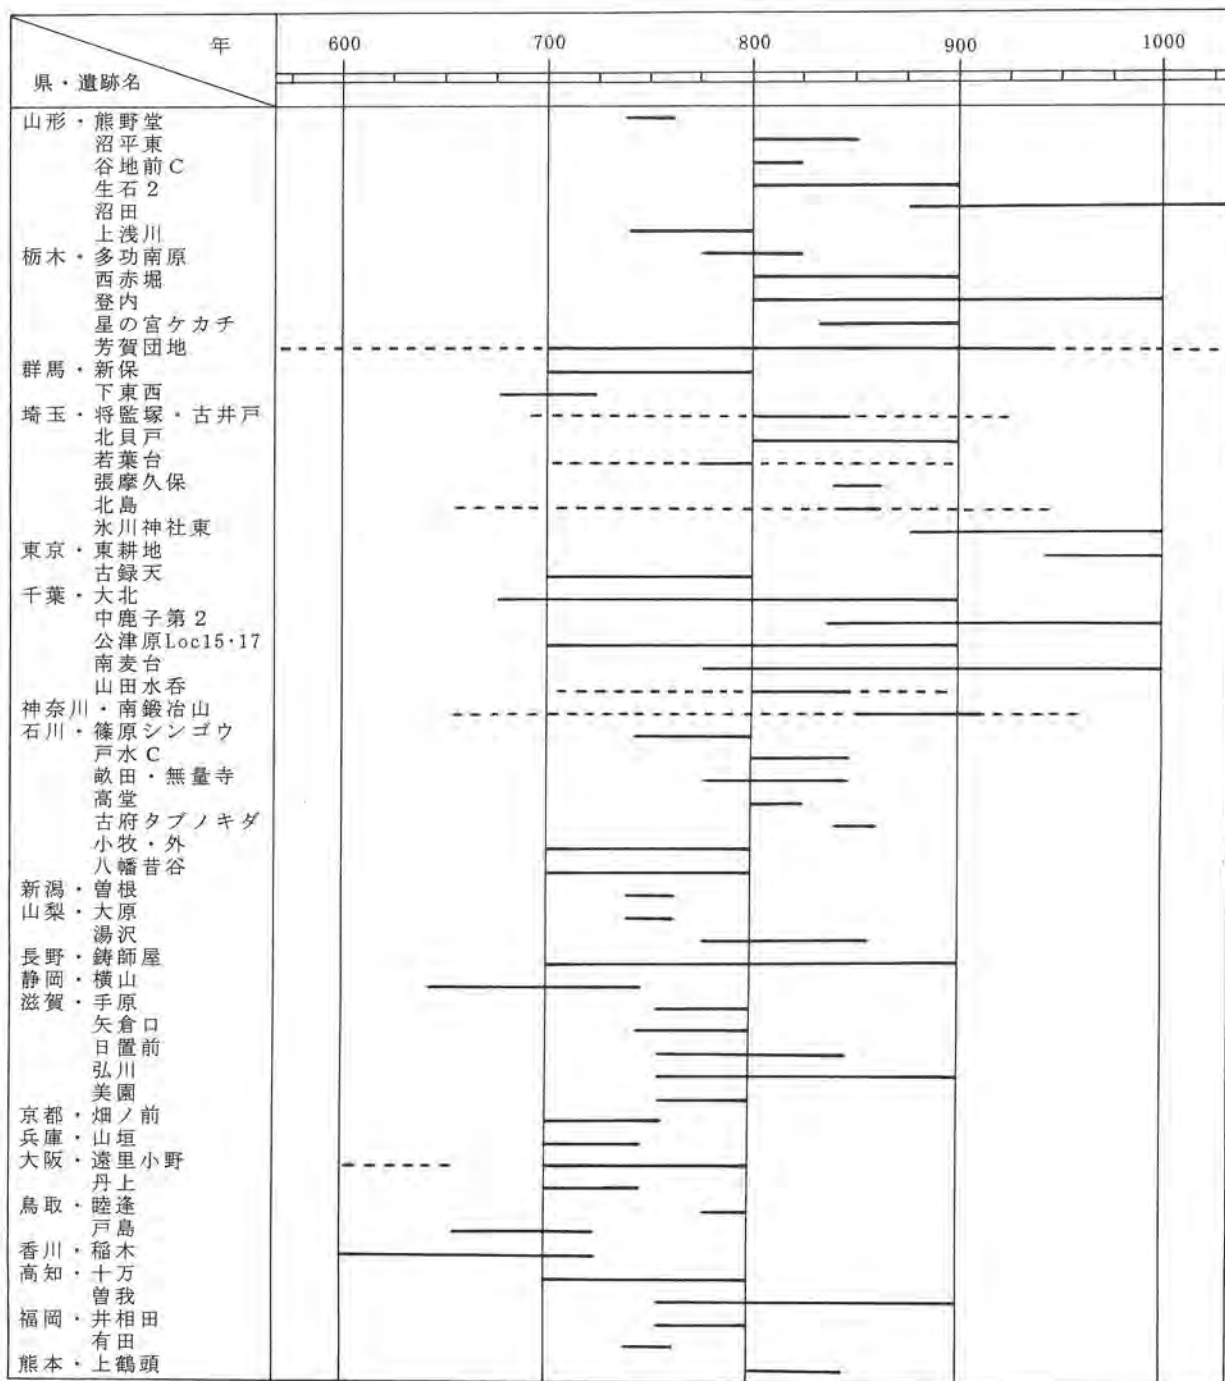 年 600 700 800 900 1000
県・遺跡名
山形・熊野堂
沼平東
谷地前C
生石2
沼田
上浅川
栃木・多功南原
西赤堀
登内
星の宮ケカチ
芳賀団地
群馬・新保
下東西
埼玉・将監塚・古井戸
北貝戸
若葉台
張摩久保
北島
氷川神社東
東京・東耕地
古録天
千葉・大北
中鹿子第2
公津原Loc15・17
南麦台
山田水呑
神奈川・南鍛冶山
石川・篠原シンゴウ
戸水C
畝田・無量寺
高堂
古府タブノキダ
小牧・外
八幡昔谷
新潟・曽根
山梨・大原
湯沢
長野・鋳師屋
静岡・横山
滋賀・手原
矢倉口
日置前
弘川
美園
京都・畑ノ前
兵庫・山垣
大阪・遠里小野
丹上
鳥取・睦逢
戸島
香川・稲木
高知・十万
曽我
福岡・井相田
有田
熊本・上鶴頭